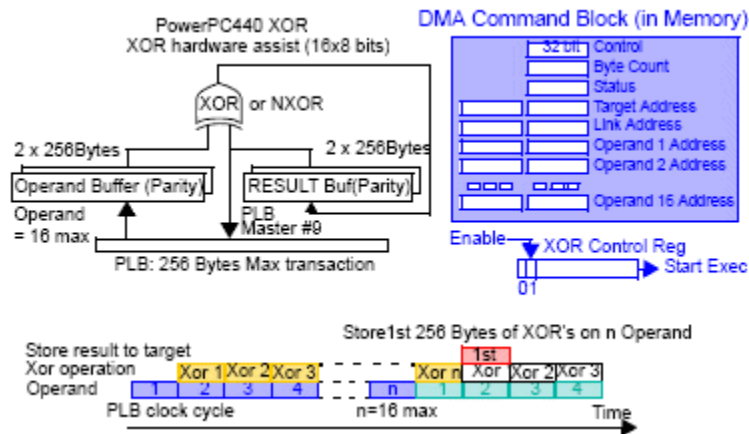 PowerPC440 XOR
XOR hardware assist (16x8 bits)
XOR or NXOR
2 x 256Bytes
2 x 256Bytes
Operand Buffer (Parity)
RESULT Buf(Parity)
Operand
= 16 max
PLB
Master #9
PLB: 256 Bytes Max transaction
DMA Command Block (in Memory)
32 bit Control
Byte Count
Status
Target Address
Link Address
Operand 1 Address
Operand 2 Address
Operand 16 Address
Enable
XOR Control Reg
Start Exec
01
Store1st 256 Bytes of XOR's on n Operand
Store result to target
1st
Xor operation
Xor 1 Xor 2 Xor 3
Xor n Xor Xor 2 Xor 3
Operand
1 2 3 4
n 1 2 3 4
PLB clock cycle
n=16 max
Time